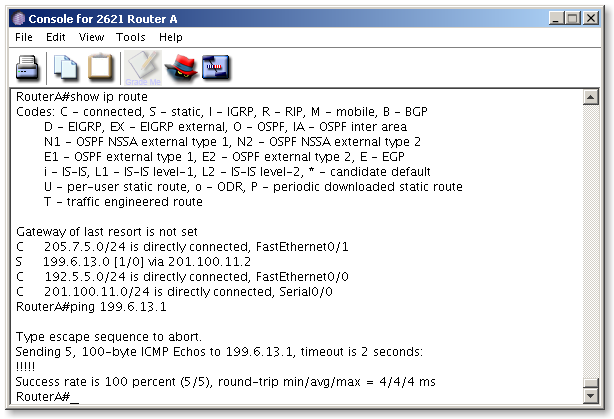 Console for 2621 Router A
File Edit View Tools Help
Grade Me
RouterA#show ip route
Codes: C - connected, S - static, I - IGRP, R - RIP, M - mobile, B - BGP
D - EIGRP, EX - EIGRP external, O - OSPF, IA - OSPF inter area
N1 - OSPF NSSA external type 1, N2 - OSPF NSSA external type 2
E1 - OSPF external type 1, E2 - OSPF external type 2, E - EGP
i - IS-IS, L1 - IS-IS level-1, L2 - IS-IS level-2, * - candidate default
U - per-user static route, o - ODR, P - periodic downloaded static route
T - traffic engineered route
Gateway of last resort is not set
C 205.7.5.0/24 is directly connected, FastEthernet0/1
S 199.6.13.0 [1/0] via 201.100.11.2
C 192.5.5.0/24 is directly connected, FastEthernet0/0
C 201.100.11.0/24 is directly connected, Serial0/0
RouterA#ping 199.6.13.1
Type escape sequence to abort.
Sending 5, 100-byte ICMP Echos to 199.6.13.1, timeout is 2 seconds:
!!!!!
Success rate is 100 percent (5/5), round-trip min/avg/max = 4/4/4 ms
RouterA#_